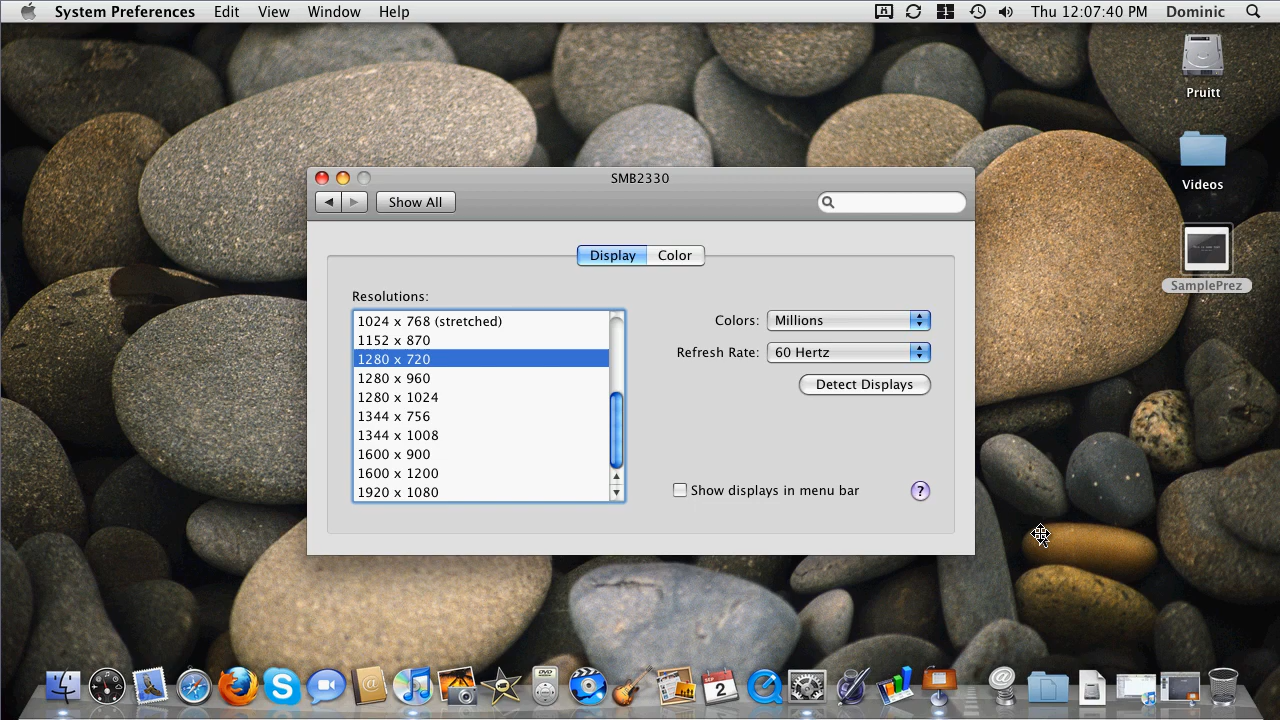 System Preferences Edit View Window Help Thu 12:07:40 PM Dominic
Pruitt
Videos
SamplePrez
SMB2330
Show All
Display Color
Resolutions:
1024 x 768 (stretched)
1152 x 870
1280 x 720
1280 x 960
1280 x 1024
1344 x 756
1344 x 1008
1600 x 900
1600 x 1200
1920 x 1080
Colors: Millions
Refresh Rate: 60 Hertz
Detect Displays
Show displays in menu bar ?
SEP
2